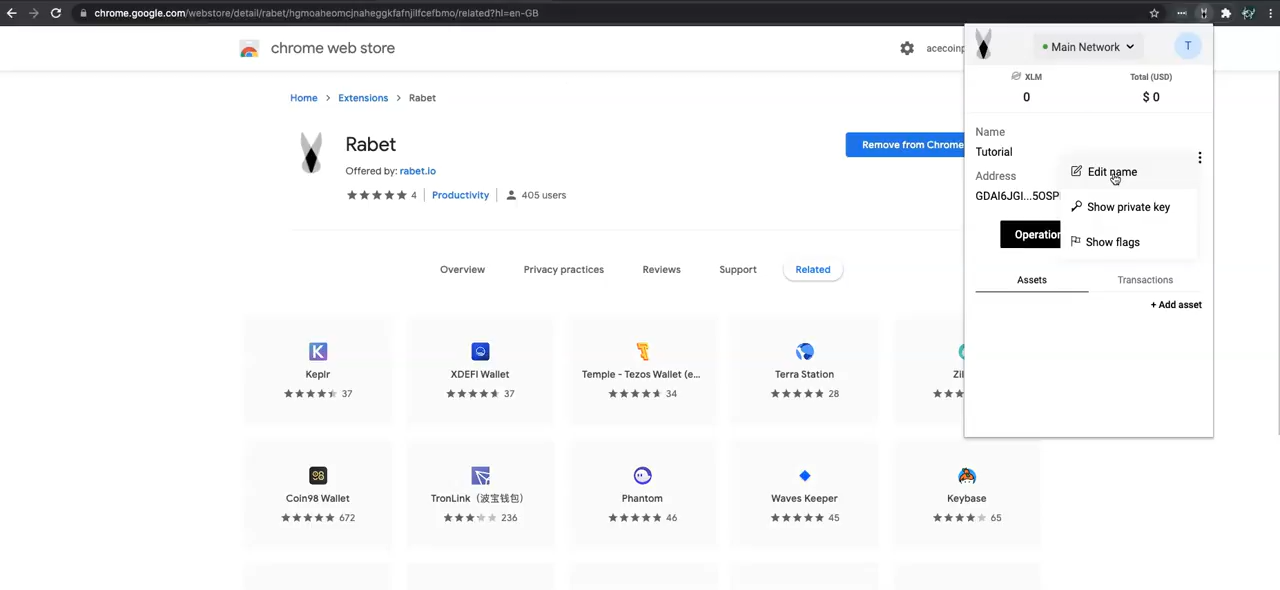 chrome.google.com/webstore/detail/rabet/hgmoaheomcjnaheggkfafnjilfcefbmo/related?hl=en-GB
chrome web store
acecoinp
Main Network
T
XLM
Total (USD)
0
$ 0
Home > Extensions > Rabet
Rabet
Remove from Chrome
Offered by: rabet.io
4
Productivity
405 users
Name
Tutorial
Address
GDAI6JGI...5OSP
Edit name
Show private key
Show flags
Operation
Assets
Transactions
+ Add asset
Overview
Privacy practices
Reviews
Support
Related
Keplr
37
XDEFI Wallet
37
Temple - Tezos Wallet (e...
34
Terra Station
28
Zil
Coin98 Wallet
672
TronLink（波宝钱包）
236
Phantom
46
Waves Keeper
45
Keybase
65